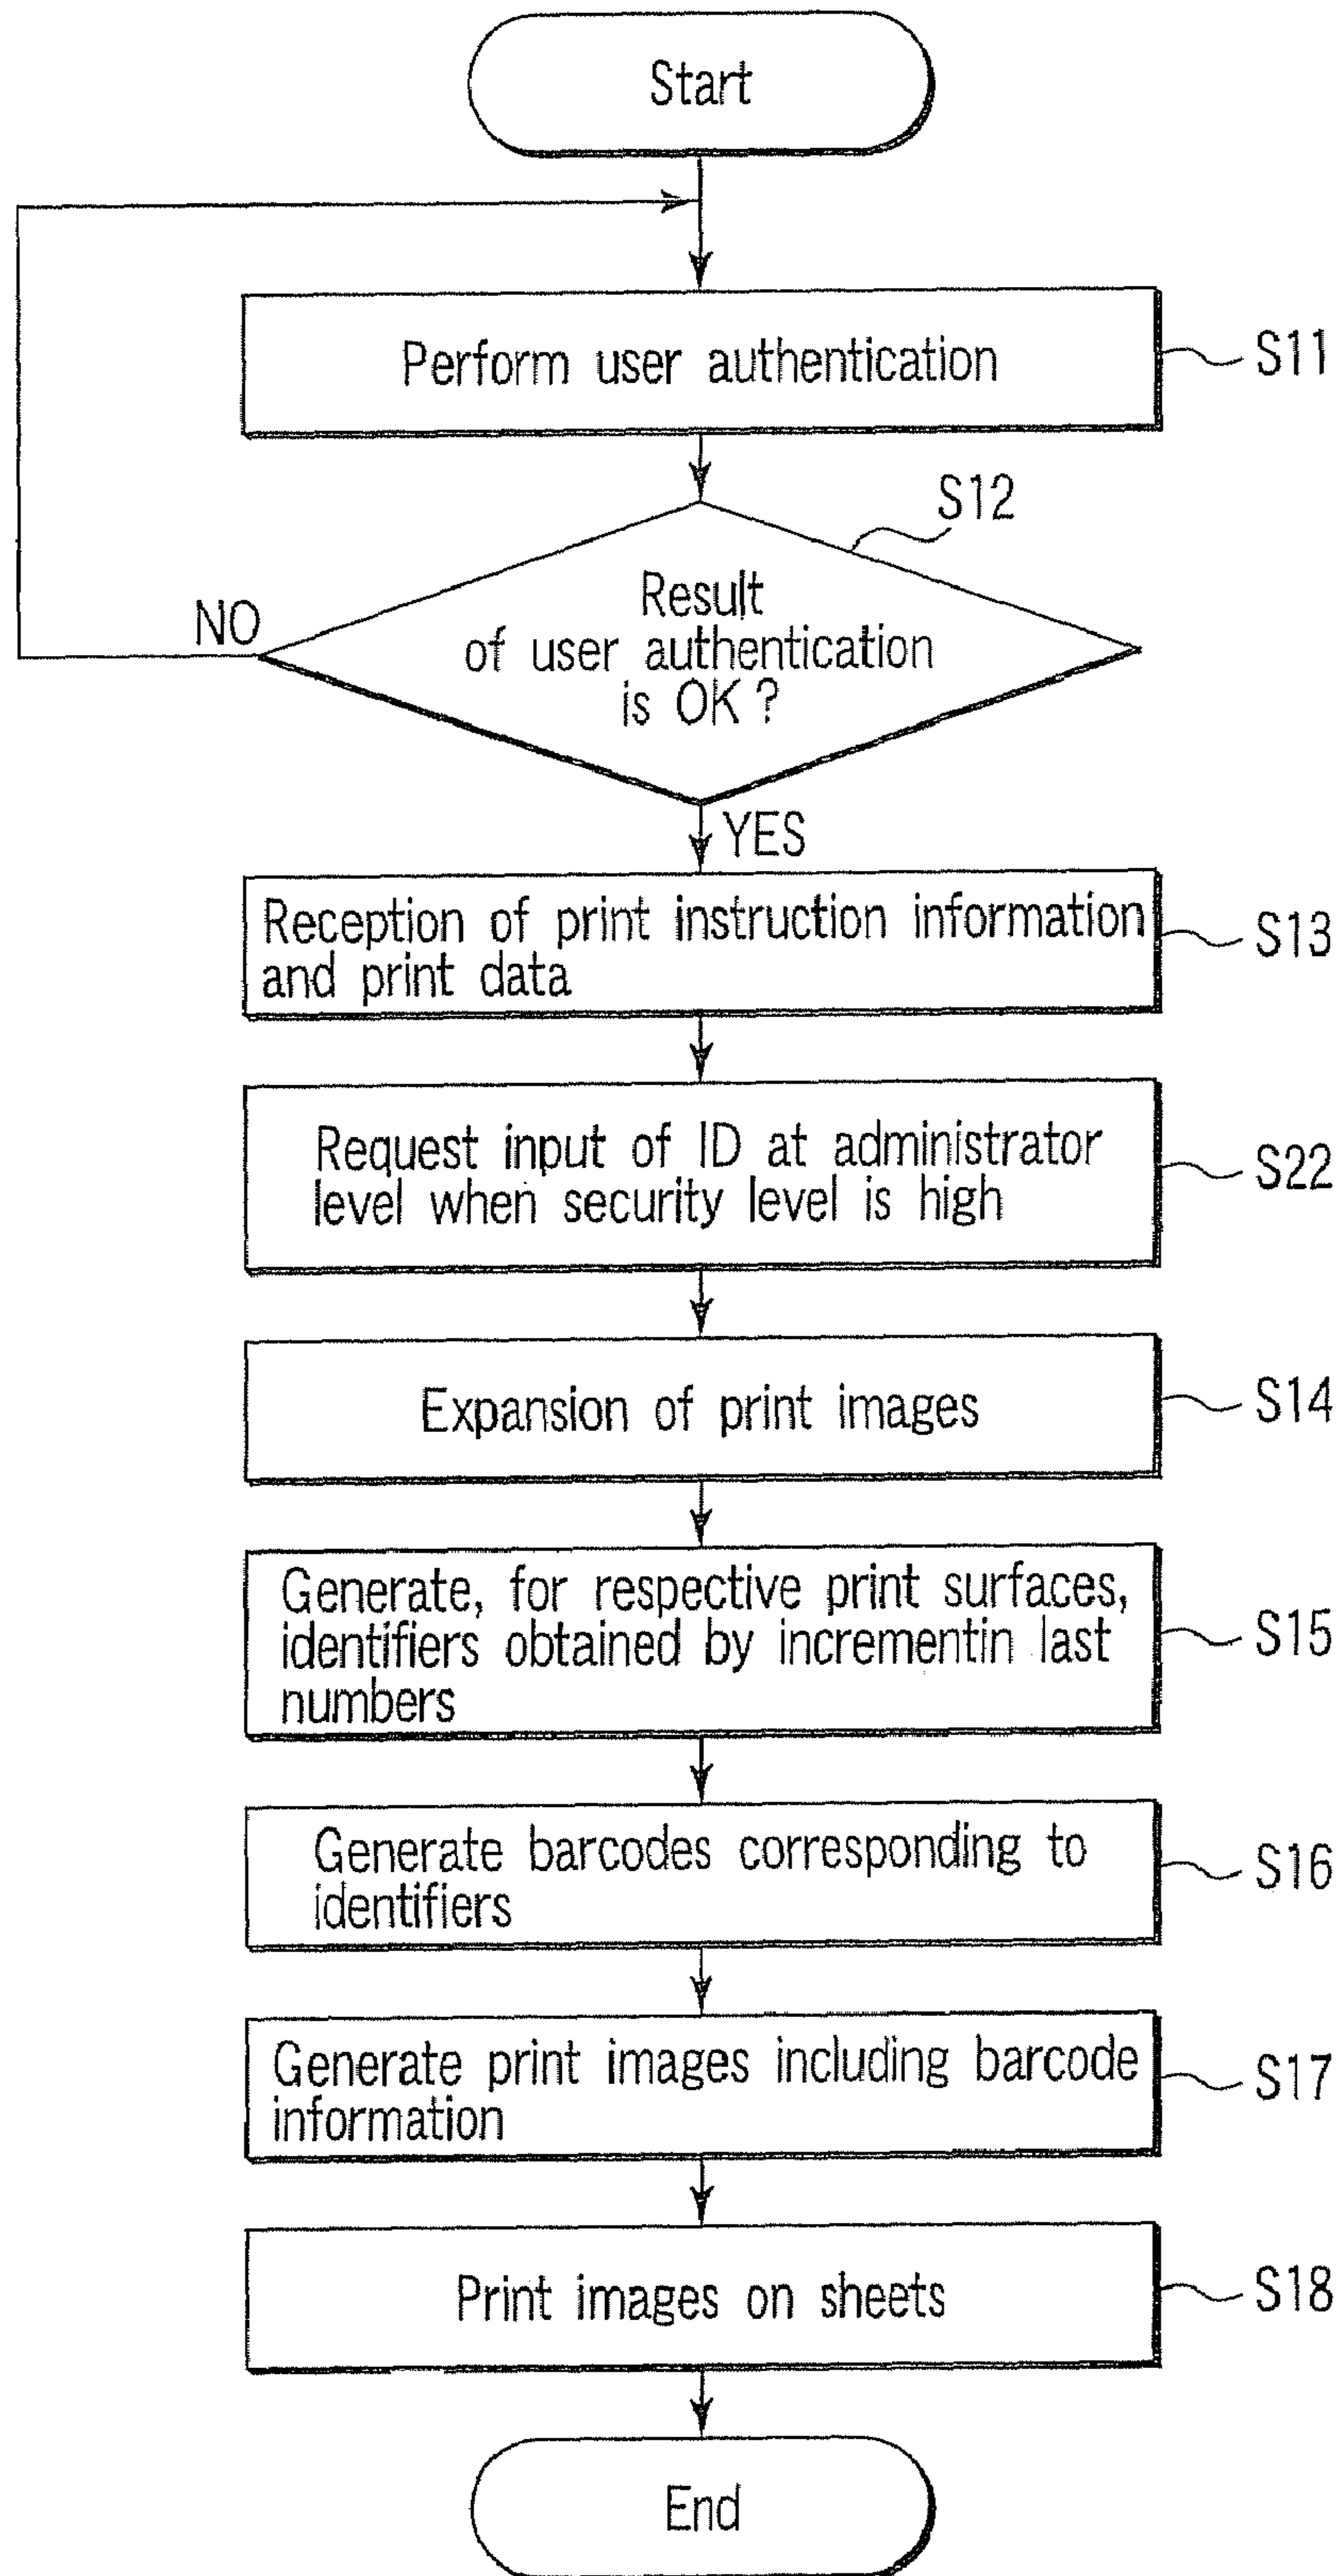 Start
Perform user authentication
S11
S12
Result
of user authentication
is OK?
NO
YES
Reception of print instruction information
and print data
S13
Request input of ID at administrator
level when security level is high
S22
Expansion of print images
S14
Generate, for respective print surfaces,
identifiers obtained by incrementin last
numbers
S15
Generate barcodes corresponding to
identifiers
S16
Generate print images including barcode
information
S17
Print images on sheets
S18
End